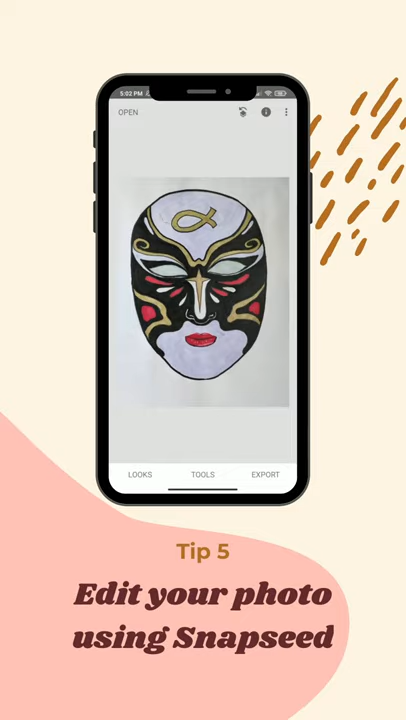 5:02 PM
OPEN
LOOKS
TOOLS
EXPORT
Tip 5
Edit your photo
using Snapseed